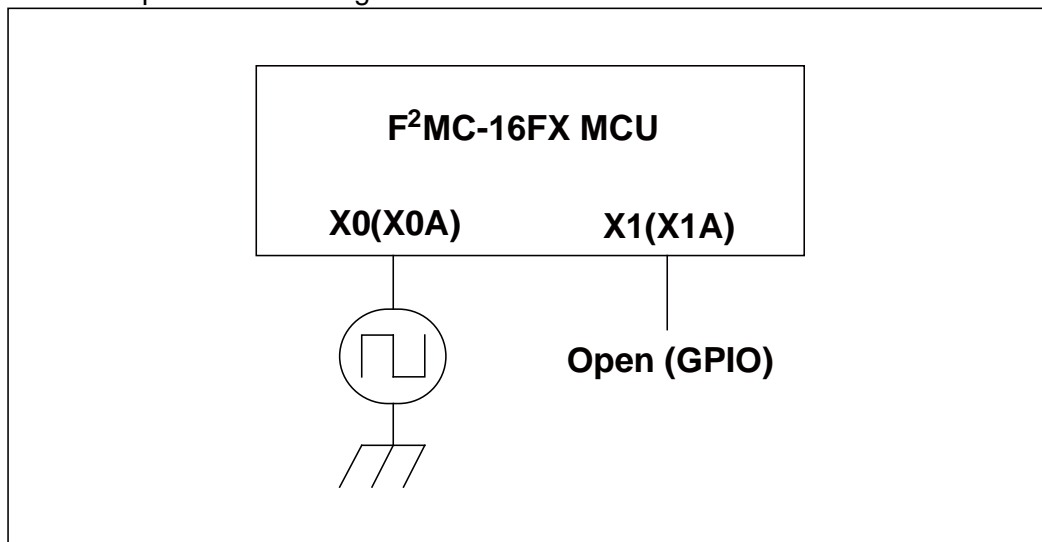 F²MC-16FX MCU
X0(X0A) X1(X1A)
Open (GPIO)